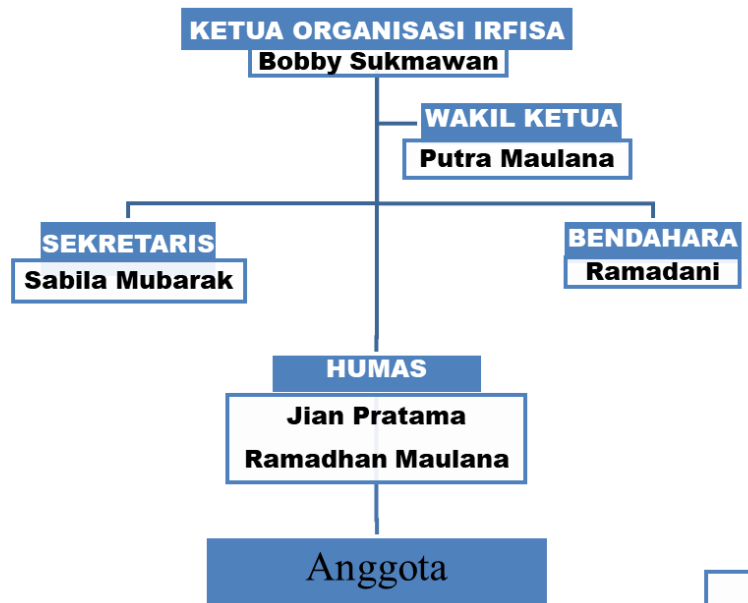 KETUA ORGANISASI IRFISA
Bobby Sukmawan
WAKIL KETUA
Putra Maulana
SEKRETARIS
Sabila Mubarak
BENDAHARA
Ramadani
HUMAS
Jian Pratama
Ramadhan Maulana
Anggota